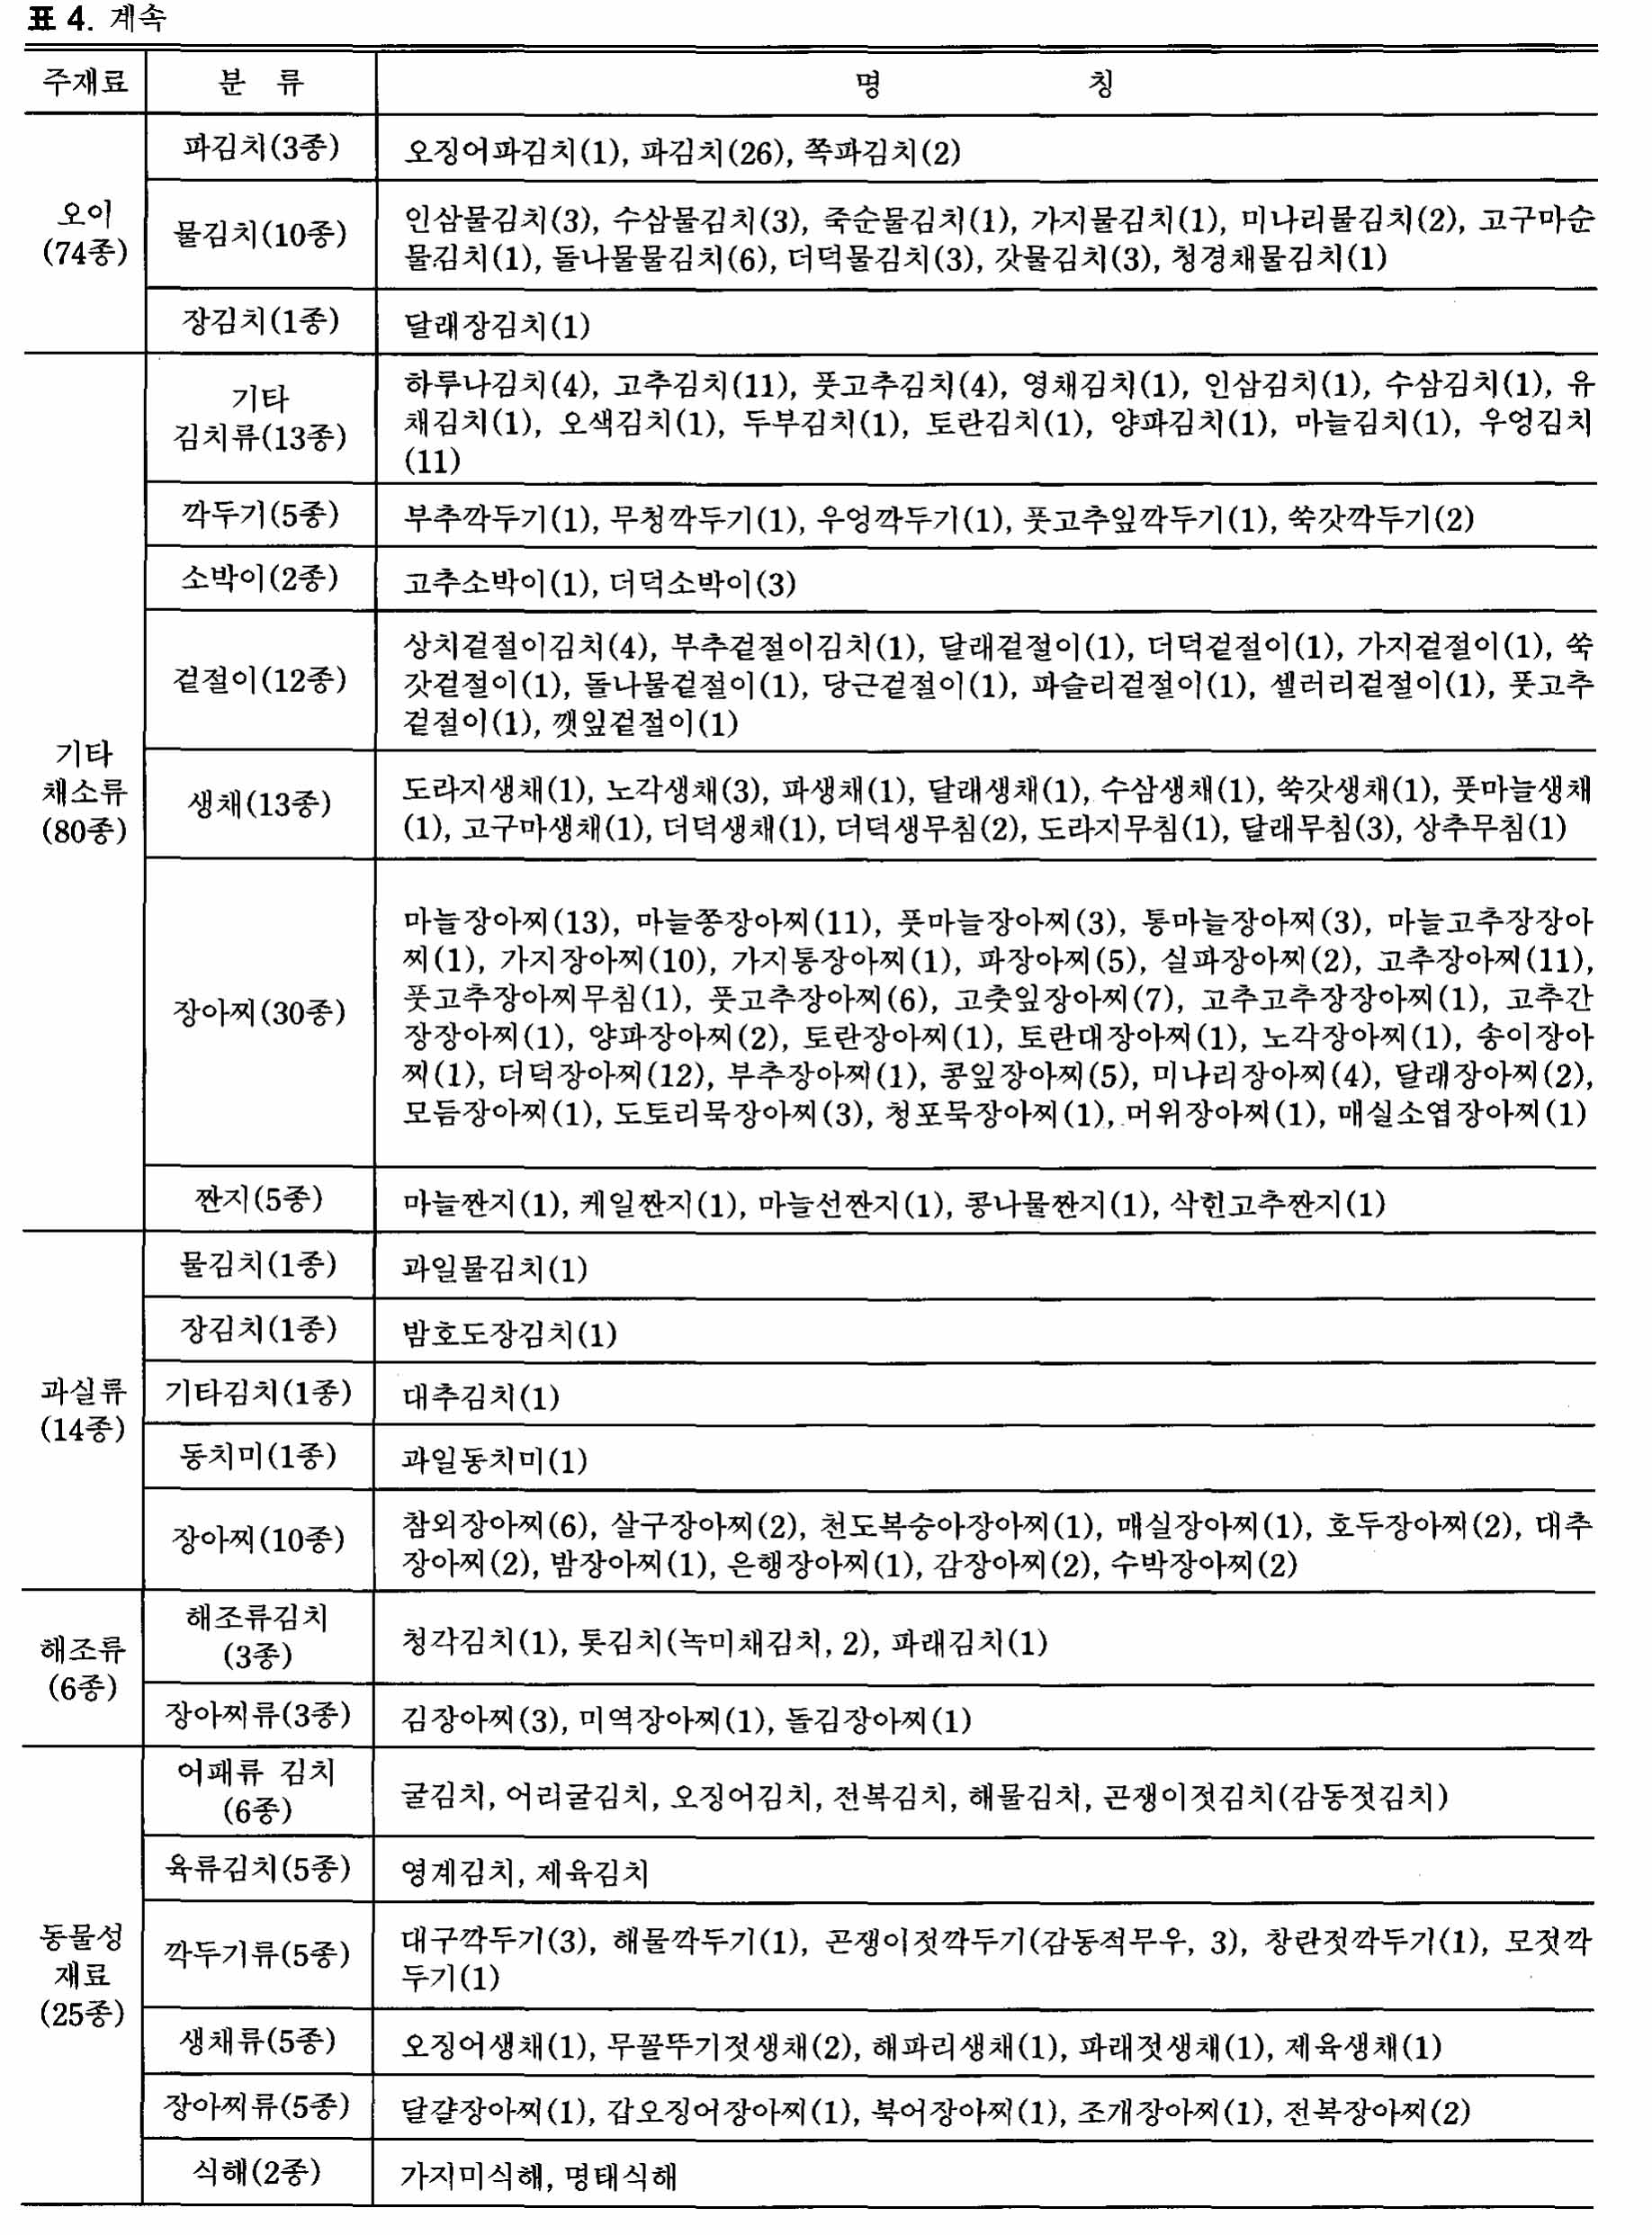 표 4. 계속
주재료 분 류 명 칭
오이
(74종)
파김치(3종)
오징어파김치(1), 파김치(26), 쪽파김치(2)
물김치(10종)
인삼물김치(3), 수삼물김치(3), 죽순물김치(1), 가지물김치(1), 미나리물김치(2), 고구마순
물김치(1), 돌나물물김치(6), 더덕물김치(3), 갓물김치(3), 청경채물김치(1)
장김치(1종)
달래장김치(1)
기타
채소류
(80종)
기타
김치류(13종)
하루나김치(4), 고추김치(11), 풋고추김치(4), 영채김치(1), 인삼김치(1), 수삼김치(1), 유
채김치(1), 오색김치(1), 두부김치(1), 토란김치(1), 양파김치(1), 마늘김치(1), 우엉김치
(11)
깍두기(5종)
부추깍두기(1), 무청깍두기(1), 우엉깍두기(1), 풋고추잎깍두기(1), 쑥갓깍두기(2)
소박이(2종)
고추소박이(1), 더덕소박이(3)
겉절이(12종)
상치겉절이김치(4), 부추겉절이김치(1), 달래겉절이(1), 더덕겉절이(1), 가지겉절이(1), 쑥
갓겉절이(1), 돌나물겉절이(1), 당근겉절이(1), 파슬리겉절이(1), 셀러리겉절이(1), 풋고추
겉절이(1), 깻잎겉절이(1)
생채(13종)
도라지생채(1), 노각생채(3), 파생채(1), 달래생채(1), 수삼생채(1), 쑥갓생채(1), 풋마늘생채
(1), 고구마생채(1), 더덕생채(1), 더덕생무침(2), 도라지무침(1), 달래무침(3), 상추무침(1)
장아찌(30종)
마늘장아찌(13), 마늘쫑장아찌(11), 풋마늘장아찌(3), 통마늘장아찌(3), 마늘고추장장아
찌(1), 가지장아찌(10), 가지통장아찌(1), 파장아찌(5), 실파장아찌(2), 고추장아찌(11),
풋고추장아찌무침(1), 풋고추장아찌(6), 고춧잎장아찌(7), 고추고추장장아찌(1), 고추간
장장아찌(1), 양파장아찌(2), 토란장아찌(1), 토란대장아찌(1), 노각장아찌(1), 송이장아
찌(1), 더덕장아찌(12), 부추장아찌(1), 콩잎장아찌(5), 미나리장아찌(4), 달래장아찌(2),
모듬장아찌(1), 도토리묵장아찌(3), 청포묵장아찌(1), 머위장아찌(1), 매실소엽장아찌(1)
짠지(5종)
마늘짠지(1), 케일짠지(1), 마늘선짠지(1), 콩나물짠지(1), 삭힌고추짠지(1)
과실류
(14종)
물김치(1종)
과일물김치(1)
장김치(1종)
밤호도장김치(1)
기타김치(1종)
대추김치(1)
동치미(1종)
과일동치미(1)
장아찌(10종)
참외장아찌(6), 살구장아찌(2), 천도복숭아장아찌(1), 매실장아찌(1), 호두장아찌(2), 대추
장아찌(2), 밤장아찌(1), 은행장아찌(1), 감장아찌(2), 수박장아찌(2)
해조류
(6종)
해조류김치
(3종)
청각김치(1), 톳김치(녹미채김치, 2), 파래김치(1)
장아찌류(3종)
김장아찌(3), 미역장아찌(1), 돌김장아찌(1)
동물성
재료
(25종)
어패류 김치
(6종)
굴김치, 어리굴김치, 오징어김치, 전복김치, 해물김치, 곤쟁이젓김치(감동젓김치)
육류김치(5종)
영계김치, 제육김치
깍두기류(5종)
대구깍두기(3), 해물깍두기(1), 곤쟁이젓깍두기(감동적무우, 3), 창란젓깍두기(1), 모젓깍
두기(1)
생채류(5종)
오징어생채(1), 무꼴뚜기젓생채(2), 해파리생채(1), 파래젓생채(1), 제육생채(1)
장아찌류(5종)
달걀장아찌(1), 갑오징어장아찌(1), 북어장아찌(1), 조개장아찌(1), 전복장아찌(2)
식해(2종)
가자미식해, 명태식해